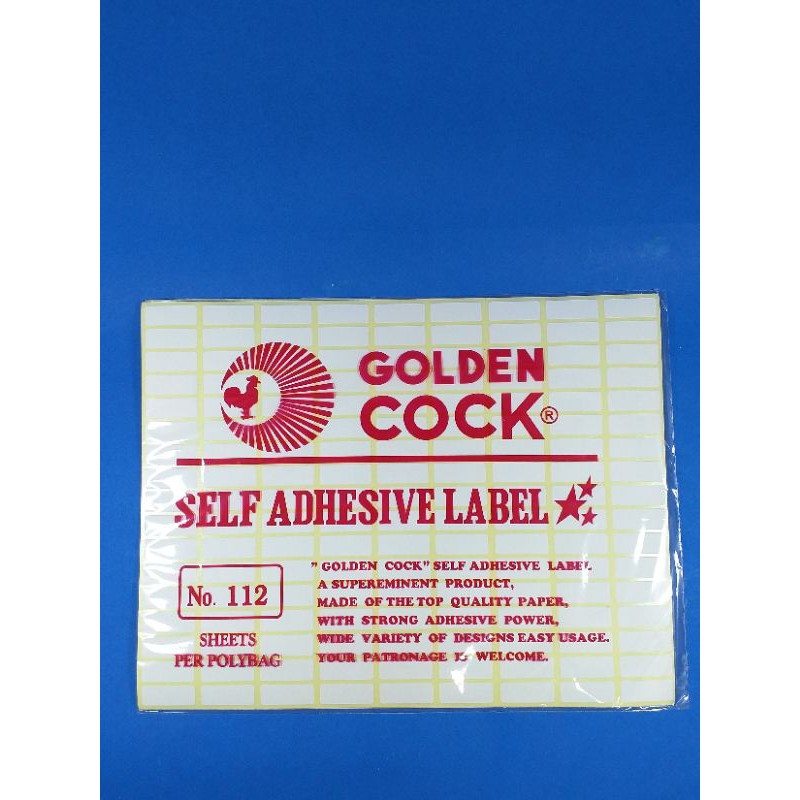 GOLDEN
COCK®
SELF ADHESIVE LABEL
No. 112
SHEETS
PER POLYBAG
"GOLDEN COCK" SELF ADHESIVE LABEL
A SUPEREMINENT PRODUCT,
MADE OF THE TOP QUALITY PAPER,
WITH STRONG ADHESIVE POWER,
WIDE VARIETY OF DESIGNS EASY USAGE.
YOUR PATRONAGE IS WELCOME.